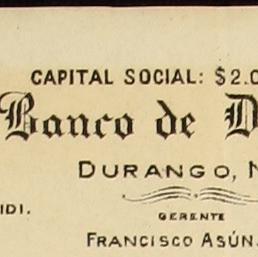 CAPITAL SOCIAL: $2.0
Banco de D
DURANGO,
IDI.
GERENTE
FRANCISCO ASÚN